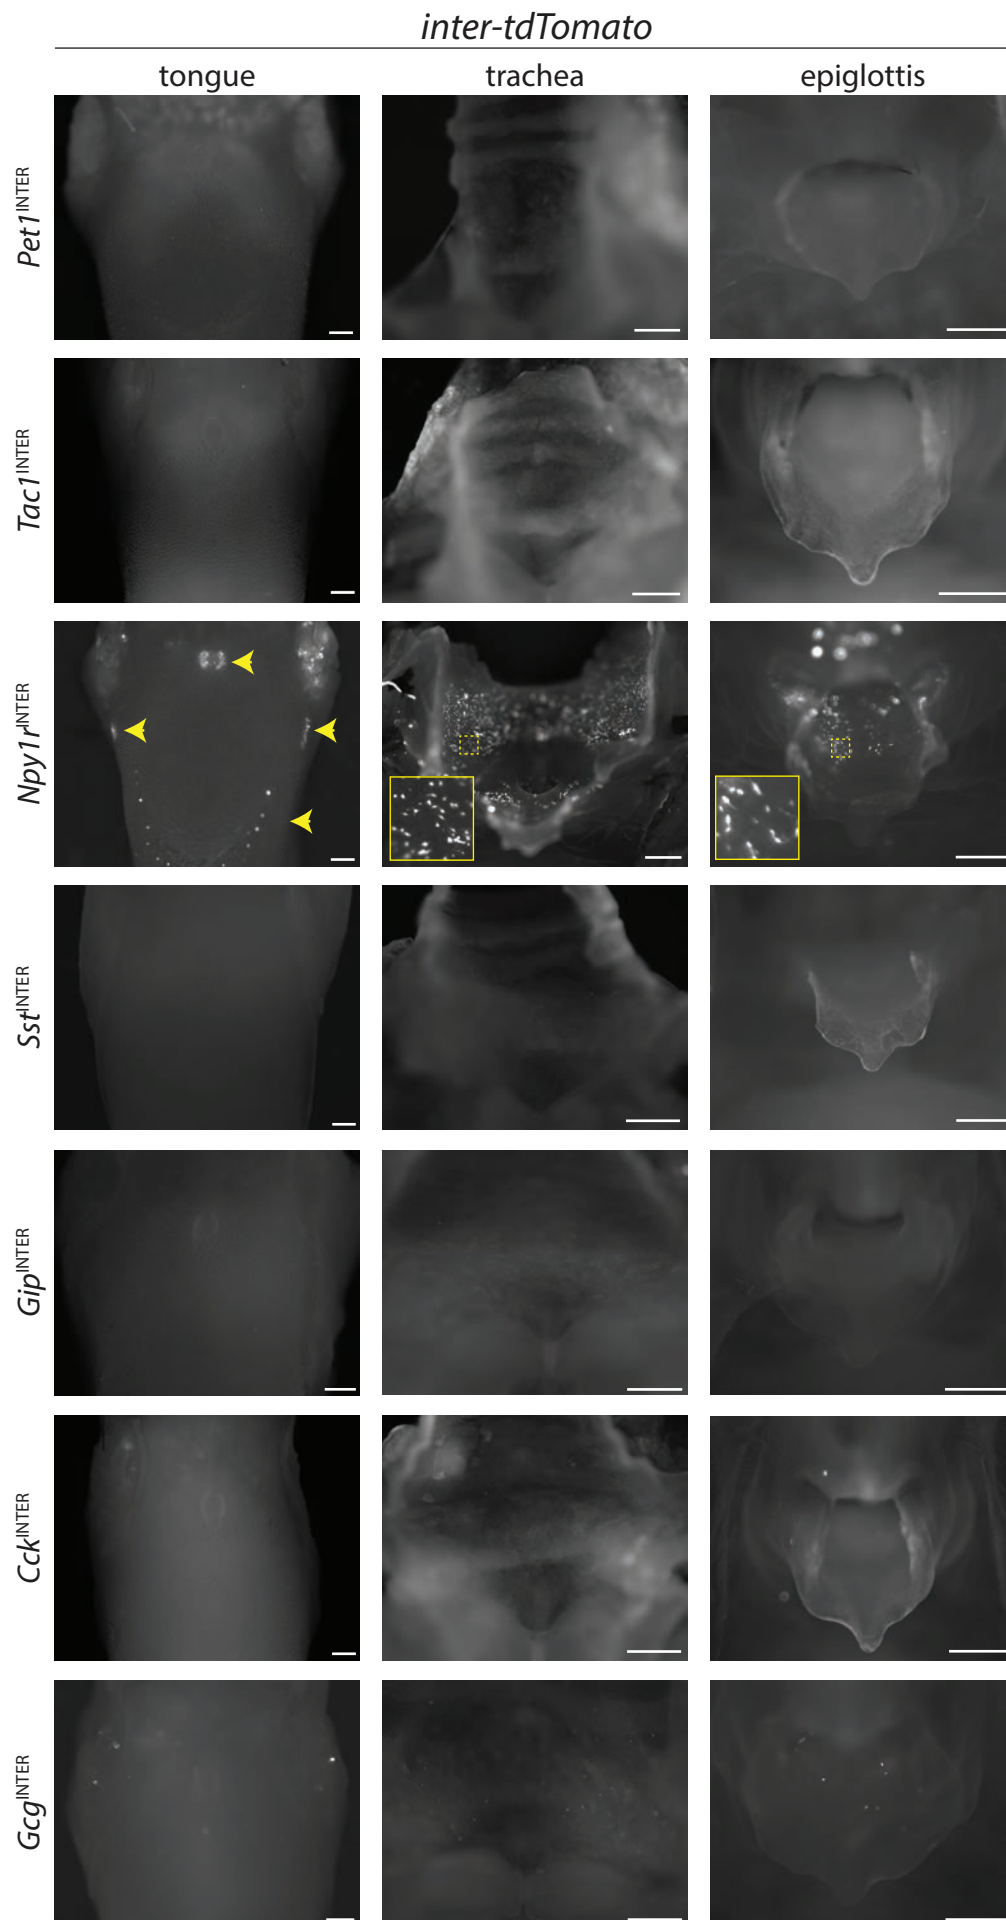 inter-tdTomato
tongue trachea epiglottis
Pet1INTER
Tac1INTER
Npy1rINTER
SstINTER
GipINTER
CckINTER
GcgINTER